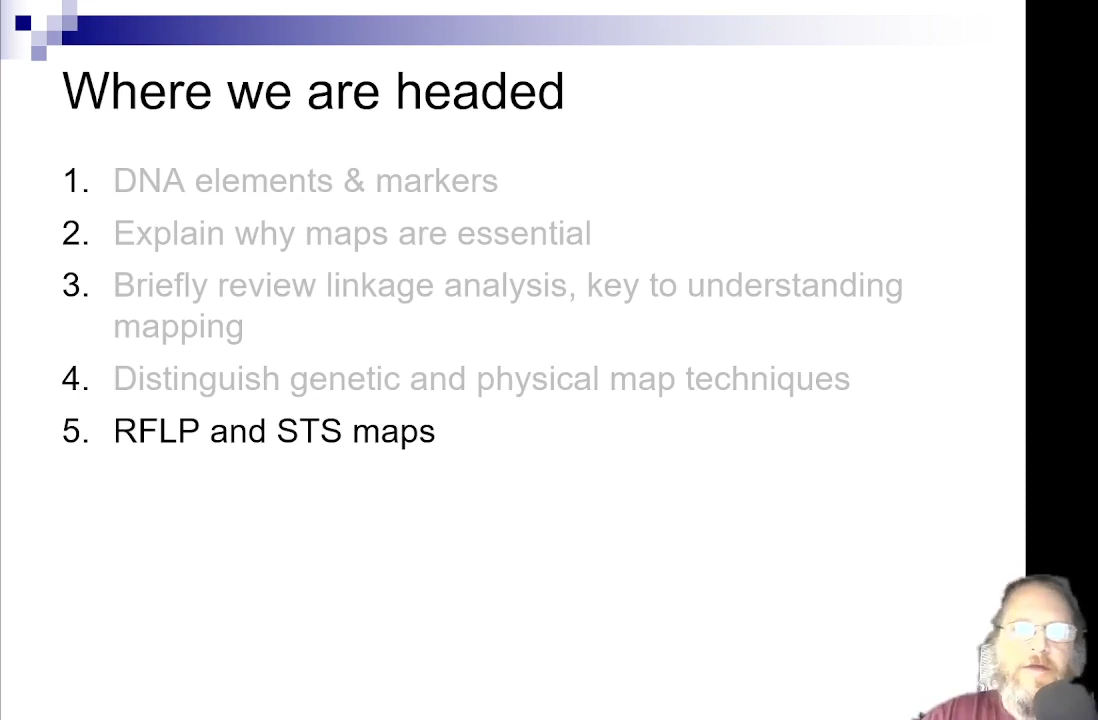 Where we are headed
1. DNA elements & markers
2. Explain why maps are essential
3. Briefly review linkage analysis, key to understanding
mapping
4. Distinguish genetic and physical map techniques
5. RFLP and STS maps